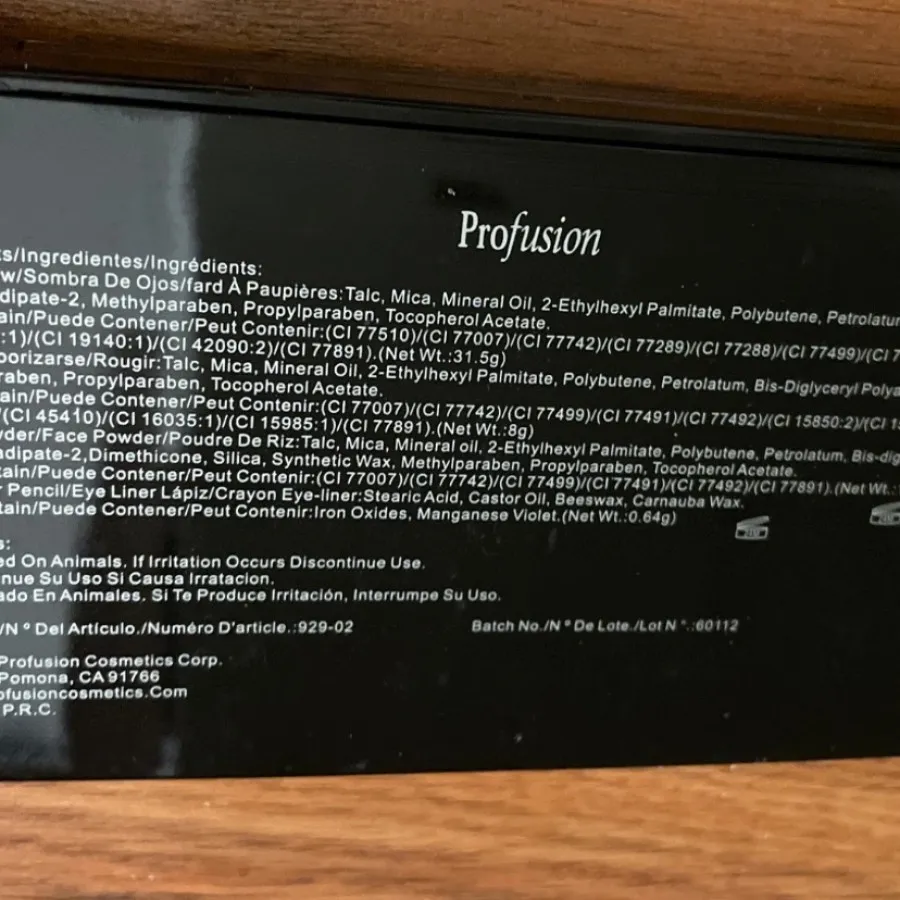 Profusion
ts/Ingredientes/Ingrédients:
w/Sombra De Ojos/fard À Paupières:Talc, Mica, Mineral Oil, 2-Ethylhexyl Palmitate, Polybutene, Petrolatum
dipate-2, Methylparaben, Propylparaben, Tocopherol Acetate.
ain/Puede Contener/Peut Contenir:(CI 77510)/(CI 77007)/(CI 77742)/(CI 77289)/(CI 77288)/(CI 77499)/(CI 7
:1)/(CI 19140:1)/(CI 42090:2)/(CI 77891).(Net Wt.:31.5g)
oorizarse/Rougir:Talc, Mica, Mineral Oil, 2-Ethylhexyl Palmitate, Polybutene, Petrolatum, Bis-Diglyceryl Polya
raben, Propylparaben, Tocopherol Acetate.
ain/Puede Contener/Peut Contenir:(CI 77007)/(CI 77742)/(CI 77499)/(CI 77491)/(CI 77492)/(CI 15850:2)/(CI 15
/(CI 45410)/(CI 16035:1)/(CI 15985:1)/(CI 77891).(Net Wt.:8g)
wder/Face Powder/Poudre De Riz:Talc, Mica, Mineral oil, 2-Ethylhexyl Palmitate, Polybutene, Petrolatum, Bis-dig
adipate-2,Dimethicone, Silica, Synthetic Wax, Methylparaben, Propylparaben, Tocopherol Acetate.
tain/Puede Contener/Peut Contenir:(CI 77007)/(CI 77742)/(CI 77499)/(CI 77491)/(CI 77492)/(CI 77891).(Net Wt.:
r Pencil/Eye Liner Lápiz/Crayon Eye-liner:Stearic Acid, Castor Oil, Beeswax, Carnauba Wax.
tain/Puede Contener/Peut Contenir:Iron Oxides, Manganese Violet.(Net Wt.:0.64g)
s:
ed On Animals. If Irritation Occurs Discontinue Use.
nue Su Uso Si Causa Irratacion.
ado En Animales. Si Te Produce Irritación, Interrumpe Su Uso.
/N º Del Artículo./Numéro D'article.:929-02
Batch No./N º De Lote./Lot N °.:60112
Profusion Cosmetics Corp.
Pomona, CA 91766
ofusioncosmetics.Com
P.R.C.